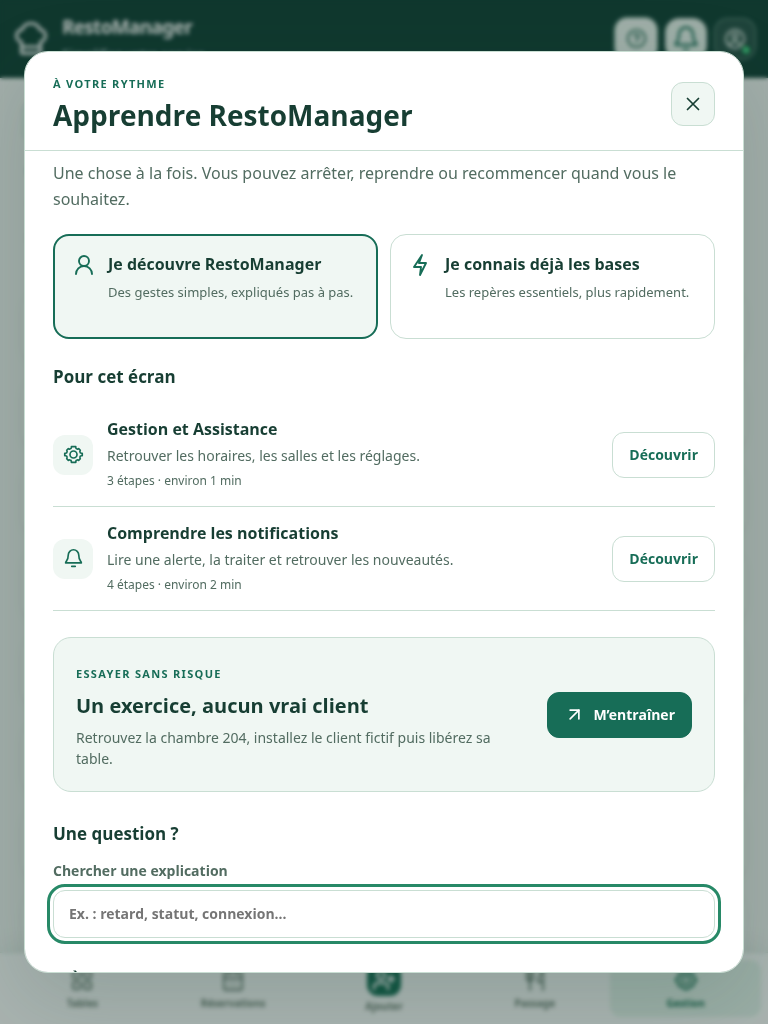 RestoManager
À VOTRE RYTHME
Apprendre RestoManager
Une chose à la fois. Vous pouvez arrêter, reprendre ou recommencer quand vous le
souhaitez.
Je découvre RestoManager
Des gestes simples, expliqués pas à pas.
Je connais déjà les bases
Les repères essentiels, plus rapidement.
Pour cet écran
Gestion et Assistance
Retrouver les horaires, les salles et les réglages.
3 étapes · environ 1 min
Découvrir
Comprendre les notifications
Lire une alerte, la traiter et retrouver les nouveautés.
4 étapes · environ 2 min
Découvrir
ESSAYER SANS RISQUE
Un exercice, aucun vrai client
Retrouvez la chambre 204, installez le client fictif puis libérez sa
table.
M'entraîner
Une question ?
Chercher une explication
Ex. : retard, statut, connexion…
Tables
Réservations
Ajouter
Passage
Gestion